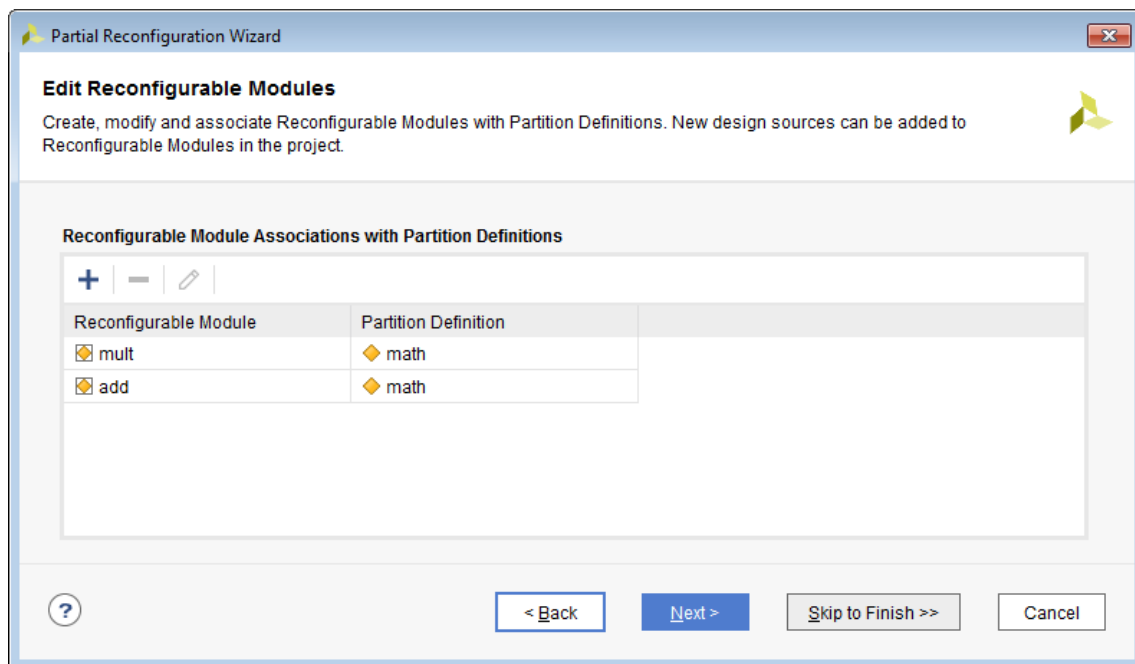 Partial Reconfiguration Wizard
Edit Reconfigurable Modules
Create, modify and associate Reconfigurable Modules with Partition Definitions. New design sources can be added to
Reconfigurable Modules in the project.
Reconfigurable Module Associations with Partition Definitions
Reconfigurable Module Partition Definition
mult math
add math
? < Back Next > Skip to Finish >> Cancel